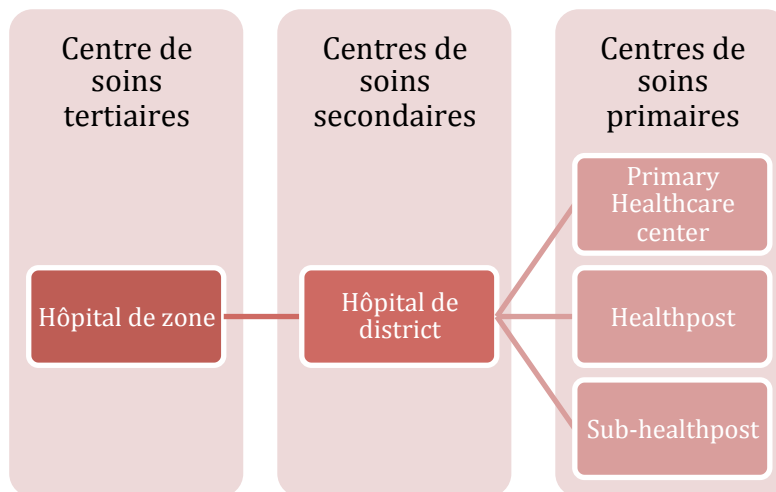 Centre de
soins
tertiaires
Hôpital de zone
Centres de
soins
secondaires
Hôpital de
district
Centres de
soins
primaires
Primary
Healthcare
center
Healthpost
Sub-healthpost